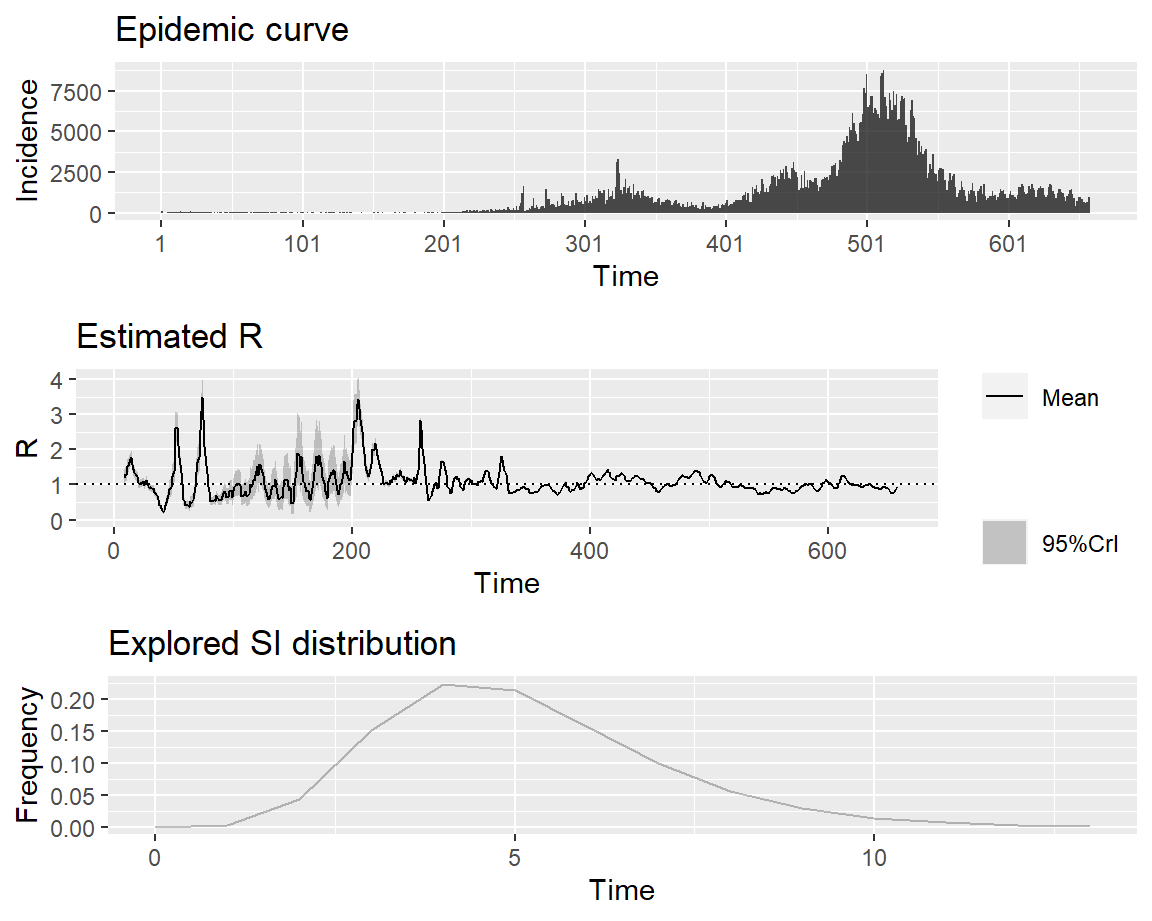 Epidemic curve
7500
5000
2500
0
Incidence
1 101 201 301 401 501 601
Time
Estimated R
4
3
2
1
0
R
0 200 400 600
Time
Mean
95%CrI
Explored SI distribution
0.20
0.15
0.10
0.05
0.00
Frequency
0 5 10
Time